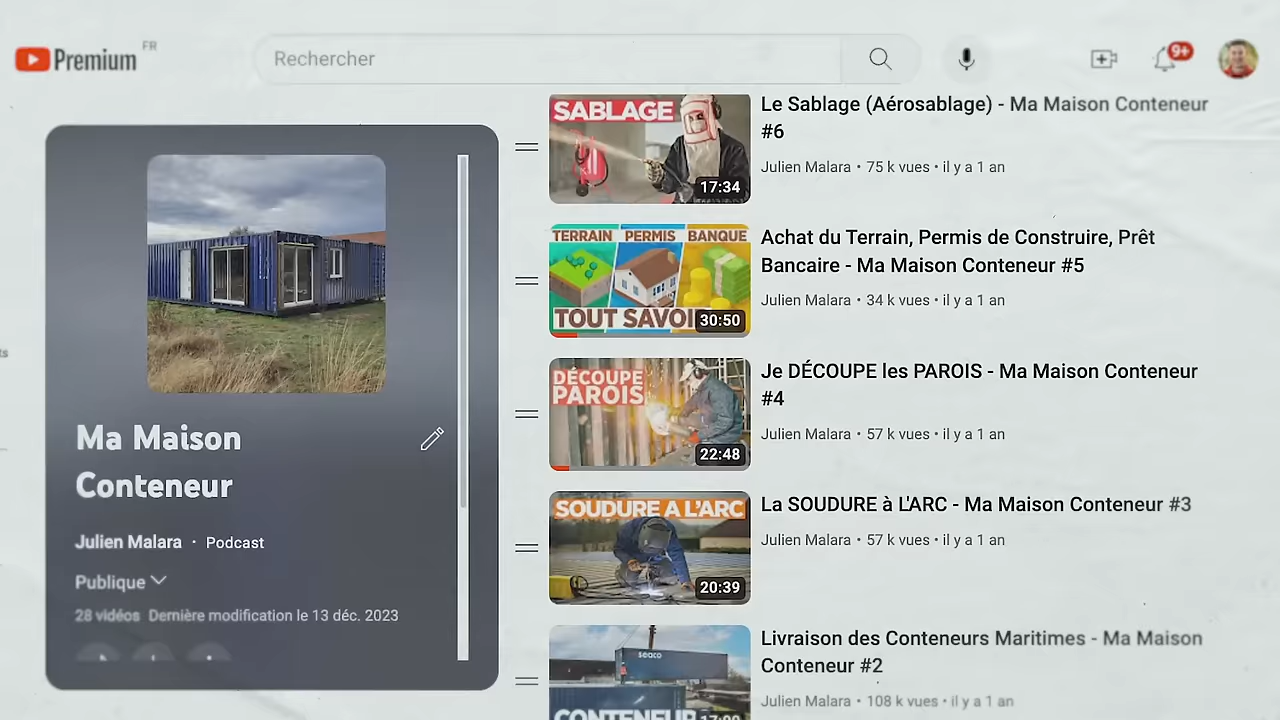 Premium FR
Rechercher
9+
SABLAGE
17:34
Le Sablage (Aérosablage) - Ma Maison Conteneur
#6
Julien Malara • 75 k vues • il y a 1 an
TERRAIN PERMIS BANQUE
TOUT SAVOI
30:50
Achat du Terrain, Permis de Construire, Prêt
Bancaire - Ma Maison Conteneur #5
Julien Malara • 34 k vues • il y a 1 an
DÉCOUPE
PAROIS
22:48
Je DÉCOUPE les PAROIS - Ma Maison Conteneur
#4
Julien Malara • 57 k vues • il y a 1 an
SOUDURE A L'ARC
20:39
La SOUDURE à L'ARC - Ma Maison Conteneur #3
Julien Malara • 57 k vues • il y a 1 an
seaco
CONTENEUR
Livraison des Conteneurs Maritimes - Ma Maison
Conteneur #2
Julien Malara • 108 k vues • il y a 1 an
Ma Maison
Conteneur
Julien Malara · Podcast
Publique
28 vidéos Dernière modification le 13 déc. 2023